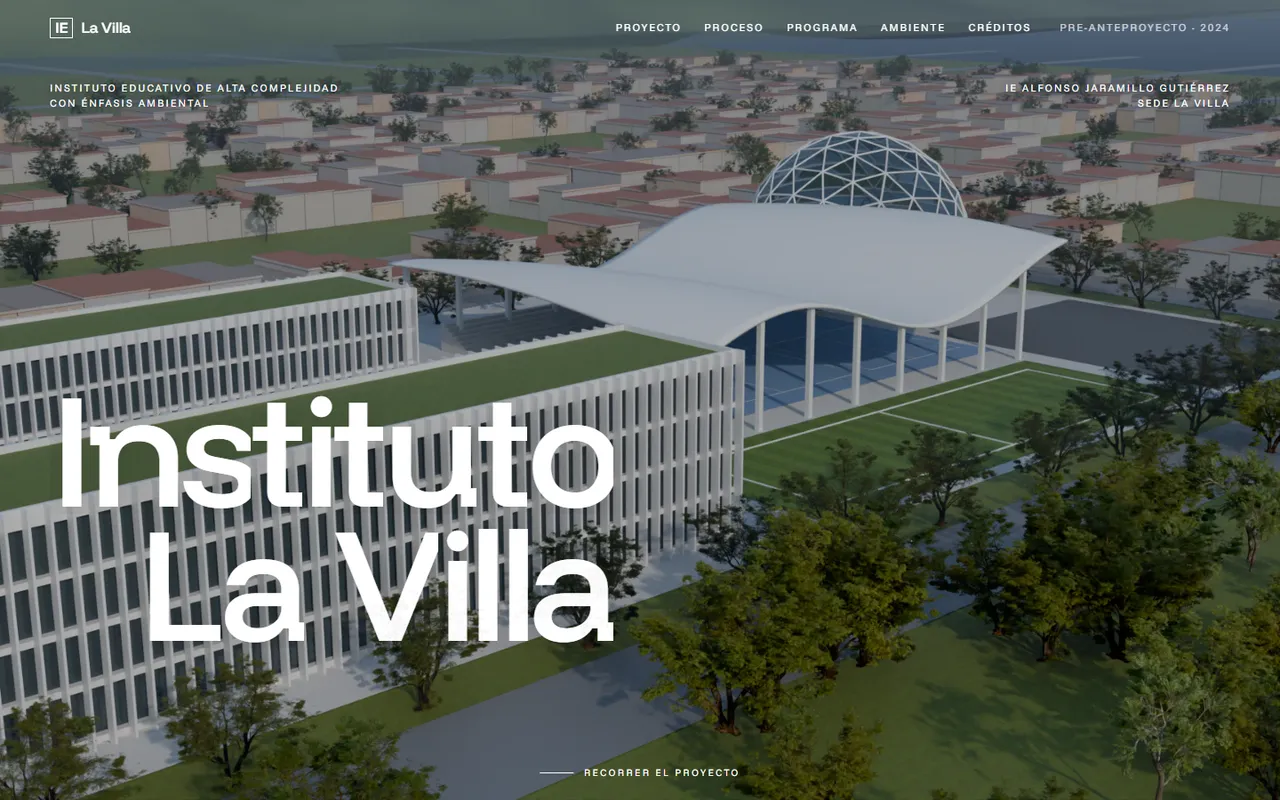 IE La Villa
PROYECTO PROCESO PROGRAMA AMBIENTE CRÉDITOS PRE-ANTEPROYECTO · 2024
INSTITUTO EDUCATIVO DE ALTA COMPLEJIDAD
CON ÉNFASIS AMBIENTAL
IE ALFONSO JARAMILLO GUTIÉRREZ
SEDE LA VILLA
Instituto
La Villa
RECORRER EL PROYECTO